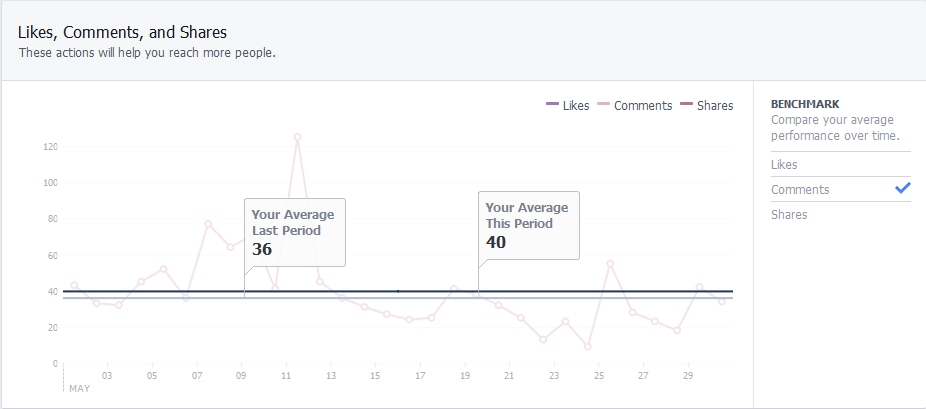 Likes, Comments, and Shares
These actions will help you reach more people.
Likes Comments Shares
BENCHMARK
Compare your average
performance over time.
Likes
Comments
Shares
120
100
80
60
40
20
0
Your Average
Last Period
36
Your Average
This Period
40
03 05 07 09 11 13 15 17 19 21 23 25 27 29
MAY